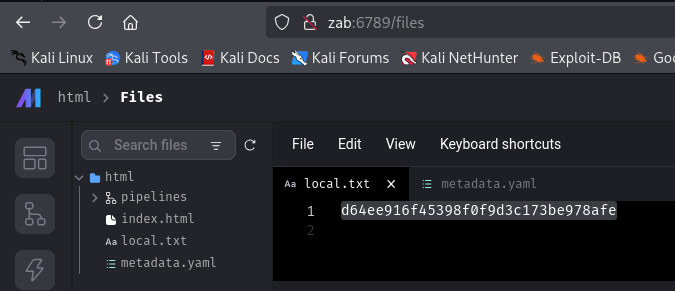 zab:6789/files
Kali Linux Kali Tools Kali Docs Kali Forums Kali NetHunter Exploit-DB Goo
html > Files
Search files
File Edit View Keyboard shortcuts
html
Aa local.txt × metadata.yaml
pipelines
1 d64ee916f45398f0f9d3c173be978afe
index.html
2
Aa local.txt
metadata.yaml